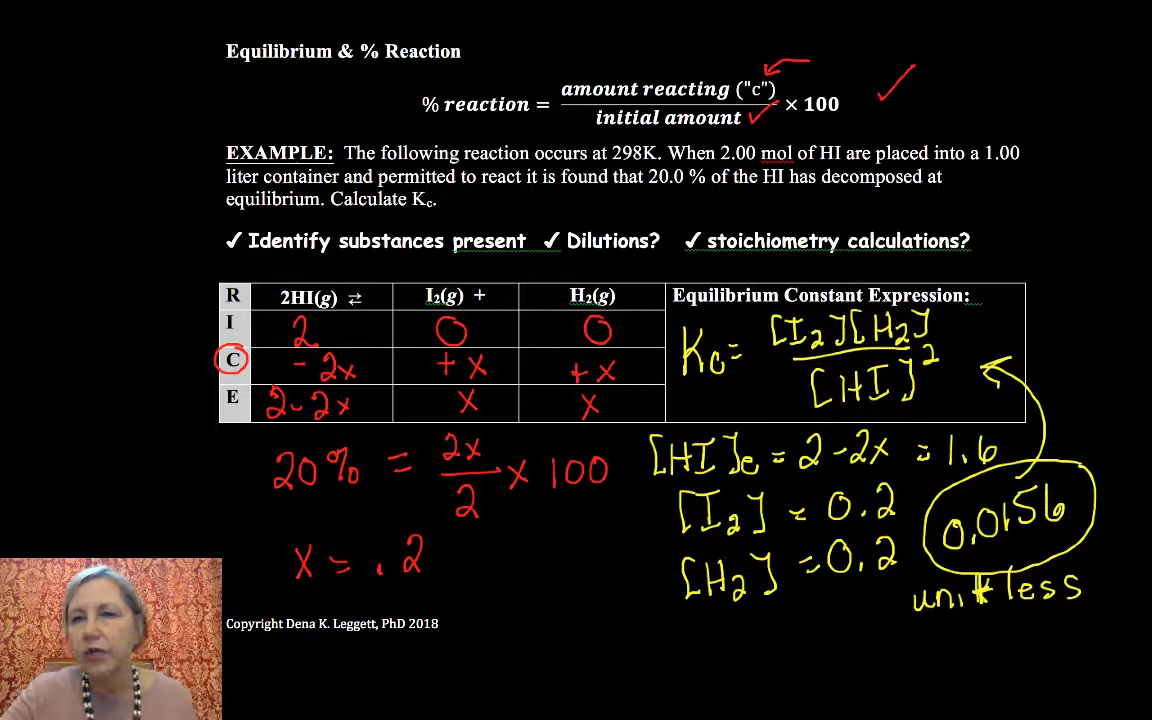 Equilibrium & % Reaction
% reaction = amount reacting ("c") / initial amount × 100 ✓
EXAMPLE: The following reaction occurs at 298K. When 2.00 mol of HI are placed into a 1.00
liter container and permitted to react it is found that 20.0 % of the HI has decomposed at
equilibrium. Calculate Kc.
✓ Identify substances present ✓ Dilutions? ✓ stoichiometry calculations?
R 2HI(g) ⇄ I₂(g) + H₂(g) Equilibrium Constant Expression:
I 2 0 0
C - 2x + x + x
E 2 - 2x x x
Kc = [I₂][H₂] / [HI]²
20% = 2x / 2 x 100
x = .2
[HI]e = 2 - 2x = 1.6
[I₂] = 0.2
[H₂] = 0.2
0.0156
unitless
Copyright Dena K. Leggett, PhD 2018